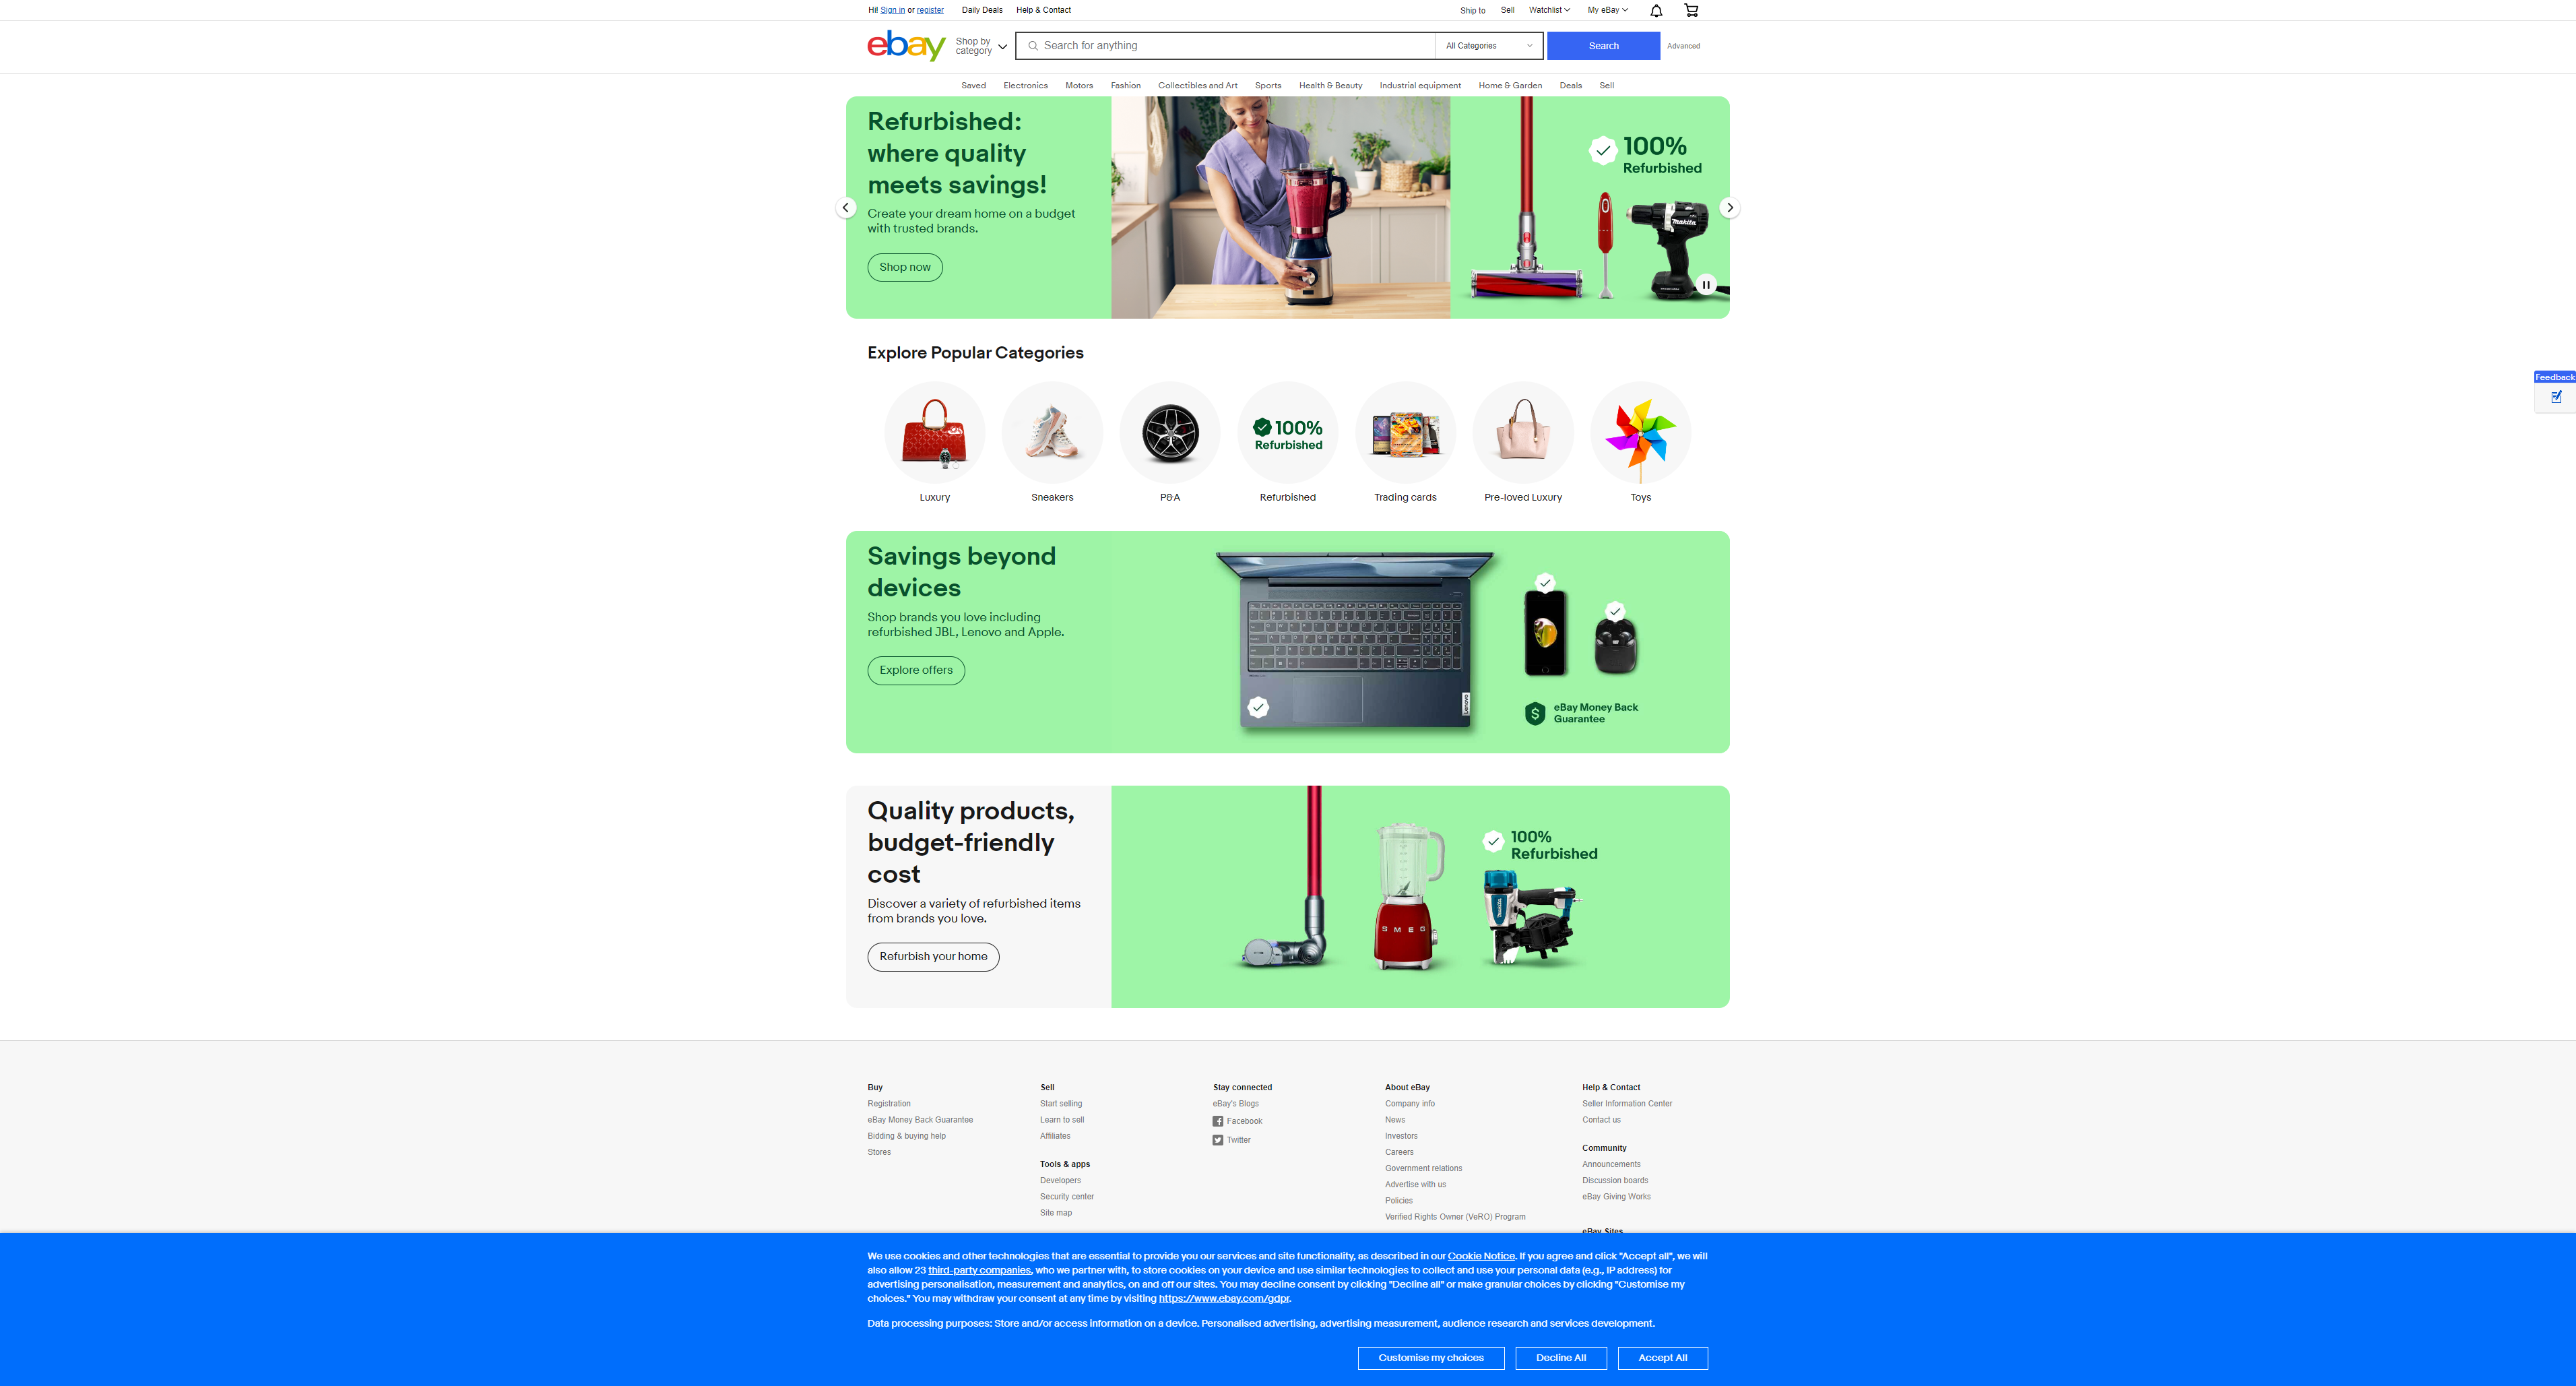 Hi! Sign in or register
Daily Deals
Help & Contact
Ship to
Sell
Watchlist
My eBay
ebay
Shop by
category
Search for anything
All Categories
Search
Advanced
Saved
Electronics
Motors
Fashion
Collectibles and Art
Sports
Health & Beauty
Industrial equipment
Home & Garden
Deals
Sell
Refurbished:
where quality
meets savings!
Create your dream home on a budget
with trusted brands.
Shop now
100%
Refurbished
makita
Feedback
Explore Popular Categories
100%
Refurbished
Luxury
Sneakers
P&A
Refurbished
Trading cards
Pre-loved Luxury
Toys
Savings beyond
devices
Shop brands you love including
refurbished JBL, Lenovo and Apple.
Explore offers
Lenovo
eBay Money Back
Guarantee
Quality products,
budget-friendly
cost
Discover a variety of refurbished items
from brands you love.
Refurbish your home
SMEG
makita
100%
Refurbished
Buy
Registration
eBay Money Back Guarantee
Bidding & buying help
Stores
Sell
Start selling
Learn to sell
Affiliates
Tools & apps
Developers
Security center
Site map
Stay connected
eBay's Blogs
Facebook
Twitter
About eBay
Company info
News
Investors
Careers
Government relations
Advertise with us
Policies
Verified Rights Owner (VeRO) Program
Help & Contact
Seller Information Center
Contact us
Community
Announcements
Discussion boards
eBay Giving Works
eBay Sites
We use cookies and other technologies that are essential to provide you our services and site functionality, as described in our Cookie Notice. If you agree and click "Accept all", we will
also allow 23 third-party companies, who we partner with, to store cookies on your device and use similar technologies to collect and use your personal data (e.g., IP address) for
advertising personalisation, measurement and analytics, on and off our sites. You may decline consent by clicking "Decline all" or make granular choices by clicking "Customise my
choices." You may withdraw your consent at any time by visiting https://www.ebay.com/gdpr.
Data processing purposes: Store and/or access information on a device. Personalised advertising, advertising measurement, audience research and services development.
Customise my choices
Decline All
Accept All